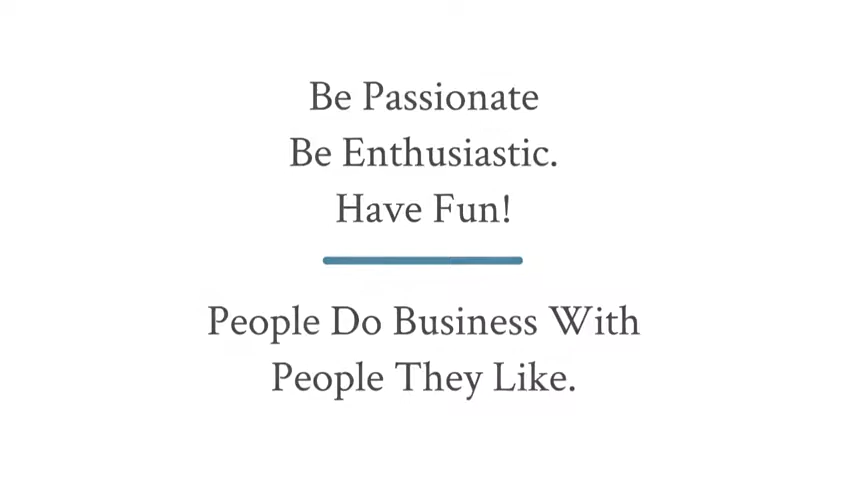 Be Passionate
Be Enthusiastic.
Have Fun!
People Do Business With
People They Like.